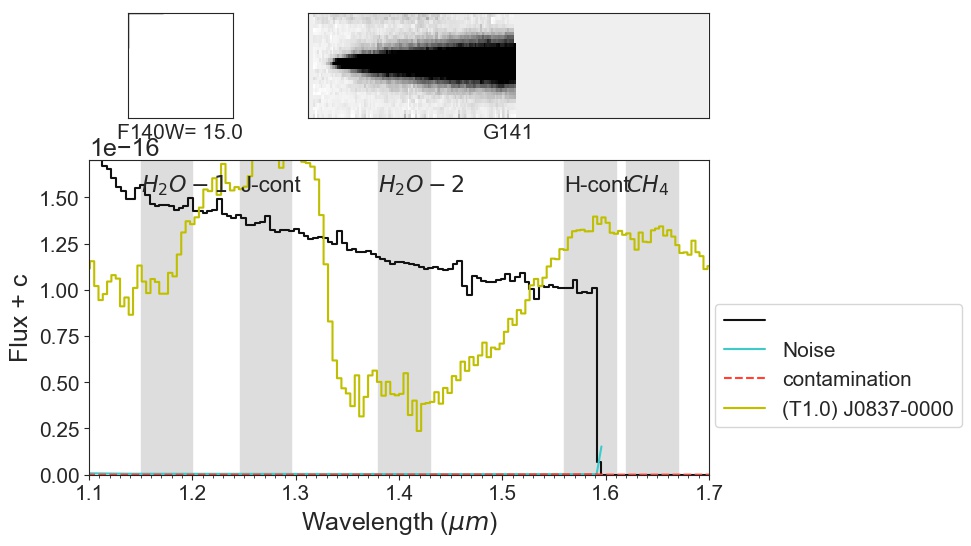 F140W= 15.0
G141
1e−16
H₂O − 1 J-cont H₂O − 2 H-cont CH₄
1.50
1.25
1.00
0.75
0.50
0.25
0.00
Flux + c
1.1 1.2 1.3 1.4 1.5 1.6 1.7
Wavelength (μm)
Noise
contamination
(T1.0) J0837-0000